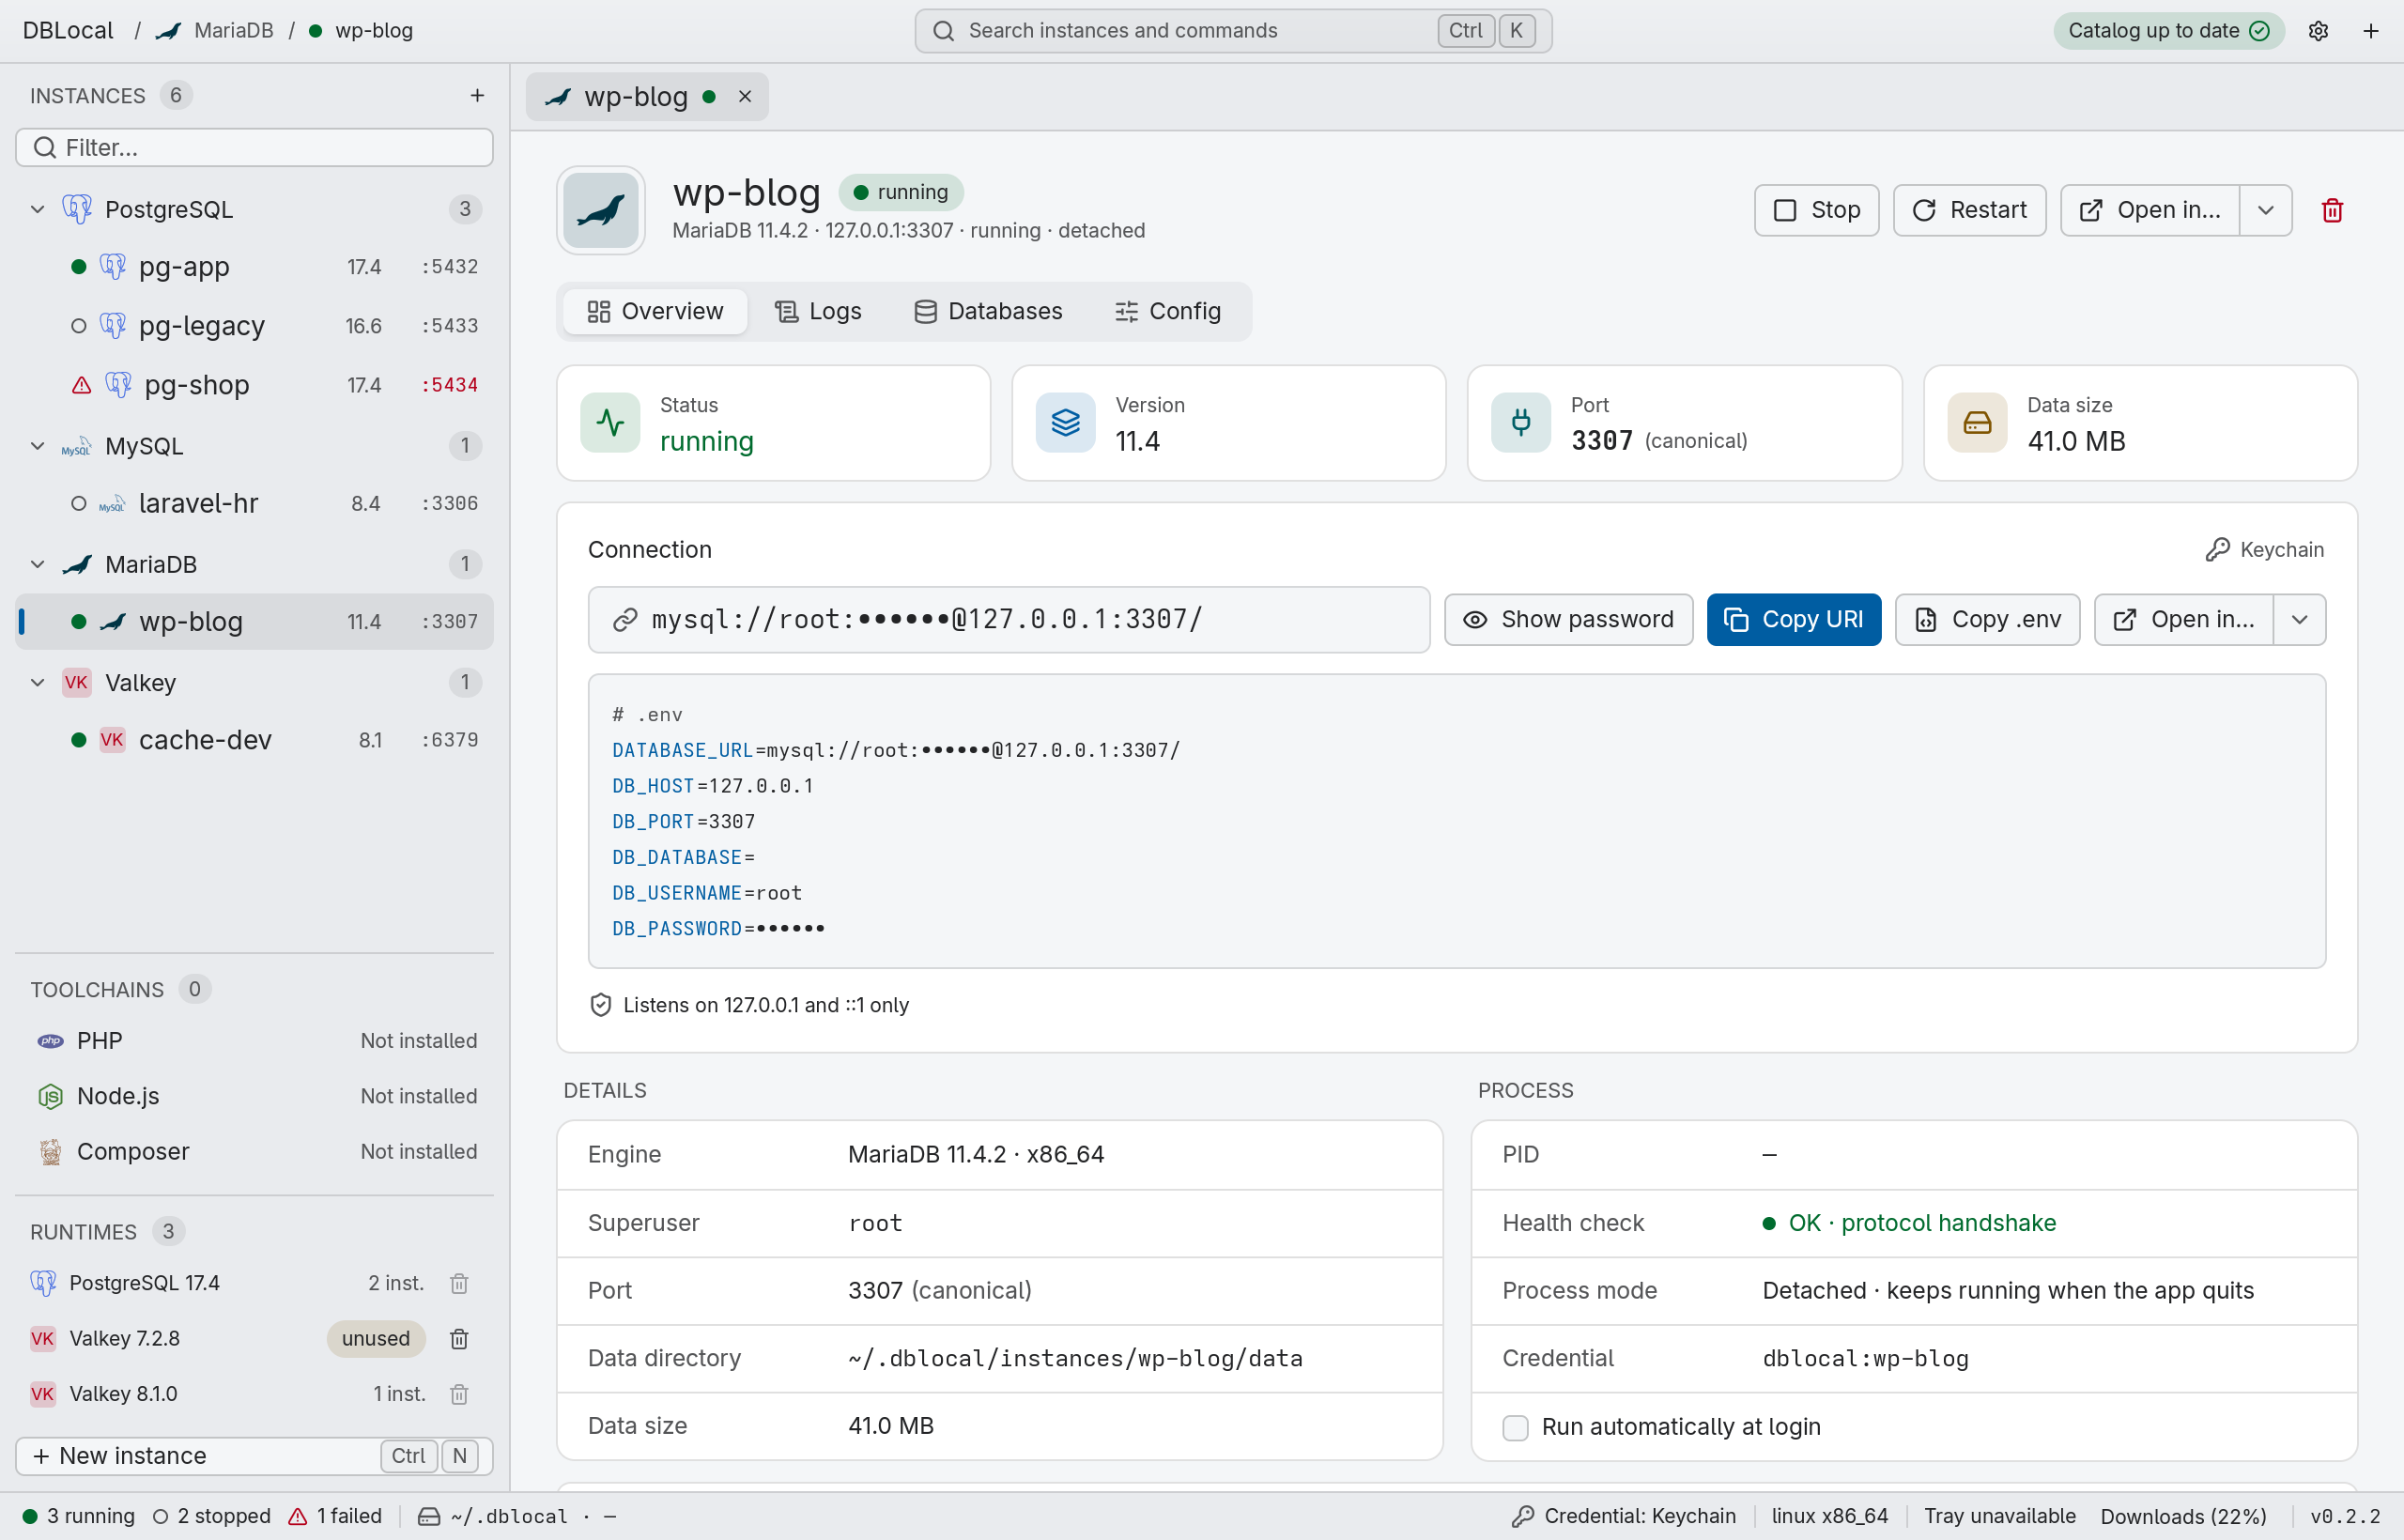 DBLocal / MariaDB / wp-blog
Search instances and commands Ctrl K
Catalog up to date
INSTANCES 6
Filter...
PostgreSQL 3
pg-app 17.4 :5432
pg-legacy 16.6 :5433
pg-shop 17.4 :5434
MySQL 1
MySQL
laravel-hr 8.4 :3306
MySQL
MariaDB 1
wp-blog 11.4 :3307
VK Valkey 1
VK cache-dev 8.1 :6379
TOOLCHAINS 0
php PHP Not installed
JS Node.js Not installed
Composer Not installed
RUNTIMES 3
PostgreSQL 17.4 2 inst.
VK Valkey 7.2.8 unused
VK Valkey 8.1.0 1 inst.
+ New instance Ctrl N
wp-blog
wp-blog running
MariaDB 11.4.2 · 127.0.0.1:3307 · running · detached
Stop Restart Open in...
Overview Logs Databases Config
Status
running
Version
11.4
Port
3307 (canonical)
Data size
41.0 MB
Connection Keychain
mysql://root:••••••@127.0.0.1:3307/
Show password Copy URI Copy .env Open in...
# .env
DATABASE_URL=mysql://root:••••••@127.0.0.1:3307/
DB_HOST=127.0.0.1
DB_PORT=3307
DB_DATABASE=
DB_USERNAME=root
DB_PASSWORD=••••••
Listens on 127.0.0.1 and ::1 only
DETAILS
Engine MariaDB 11.4.2 · x86_64
Superuser root
Port 3307 (canonical)
Data directory ~/.dblocal/instances/wp-blog/data
Data size 41.0 MB
PROCESS
PID —
Health check OK · protocol handshake
Process mode Detached · keeps running when the app quits
Credential dblocal:wp-blog
Run automatically at login
3 running 2 stopped 1 failed ~/.dblocal · —
Credential: Keychain linux x86_64 Tray unavailable Downloads (22%) v0.2.2